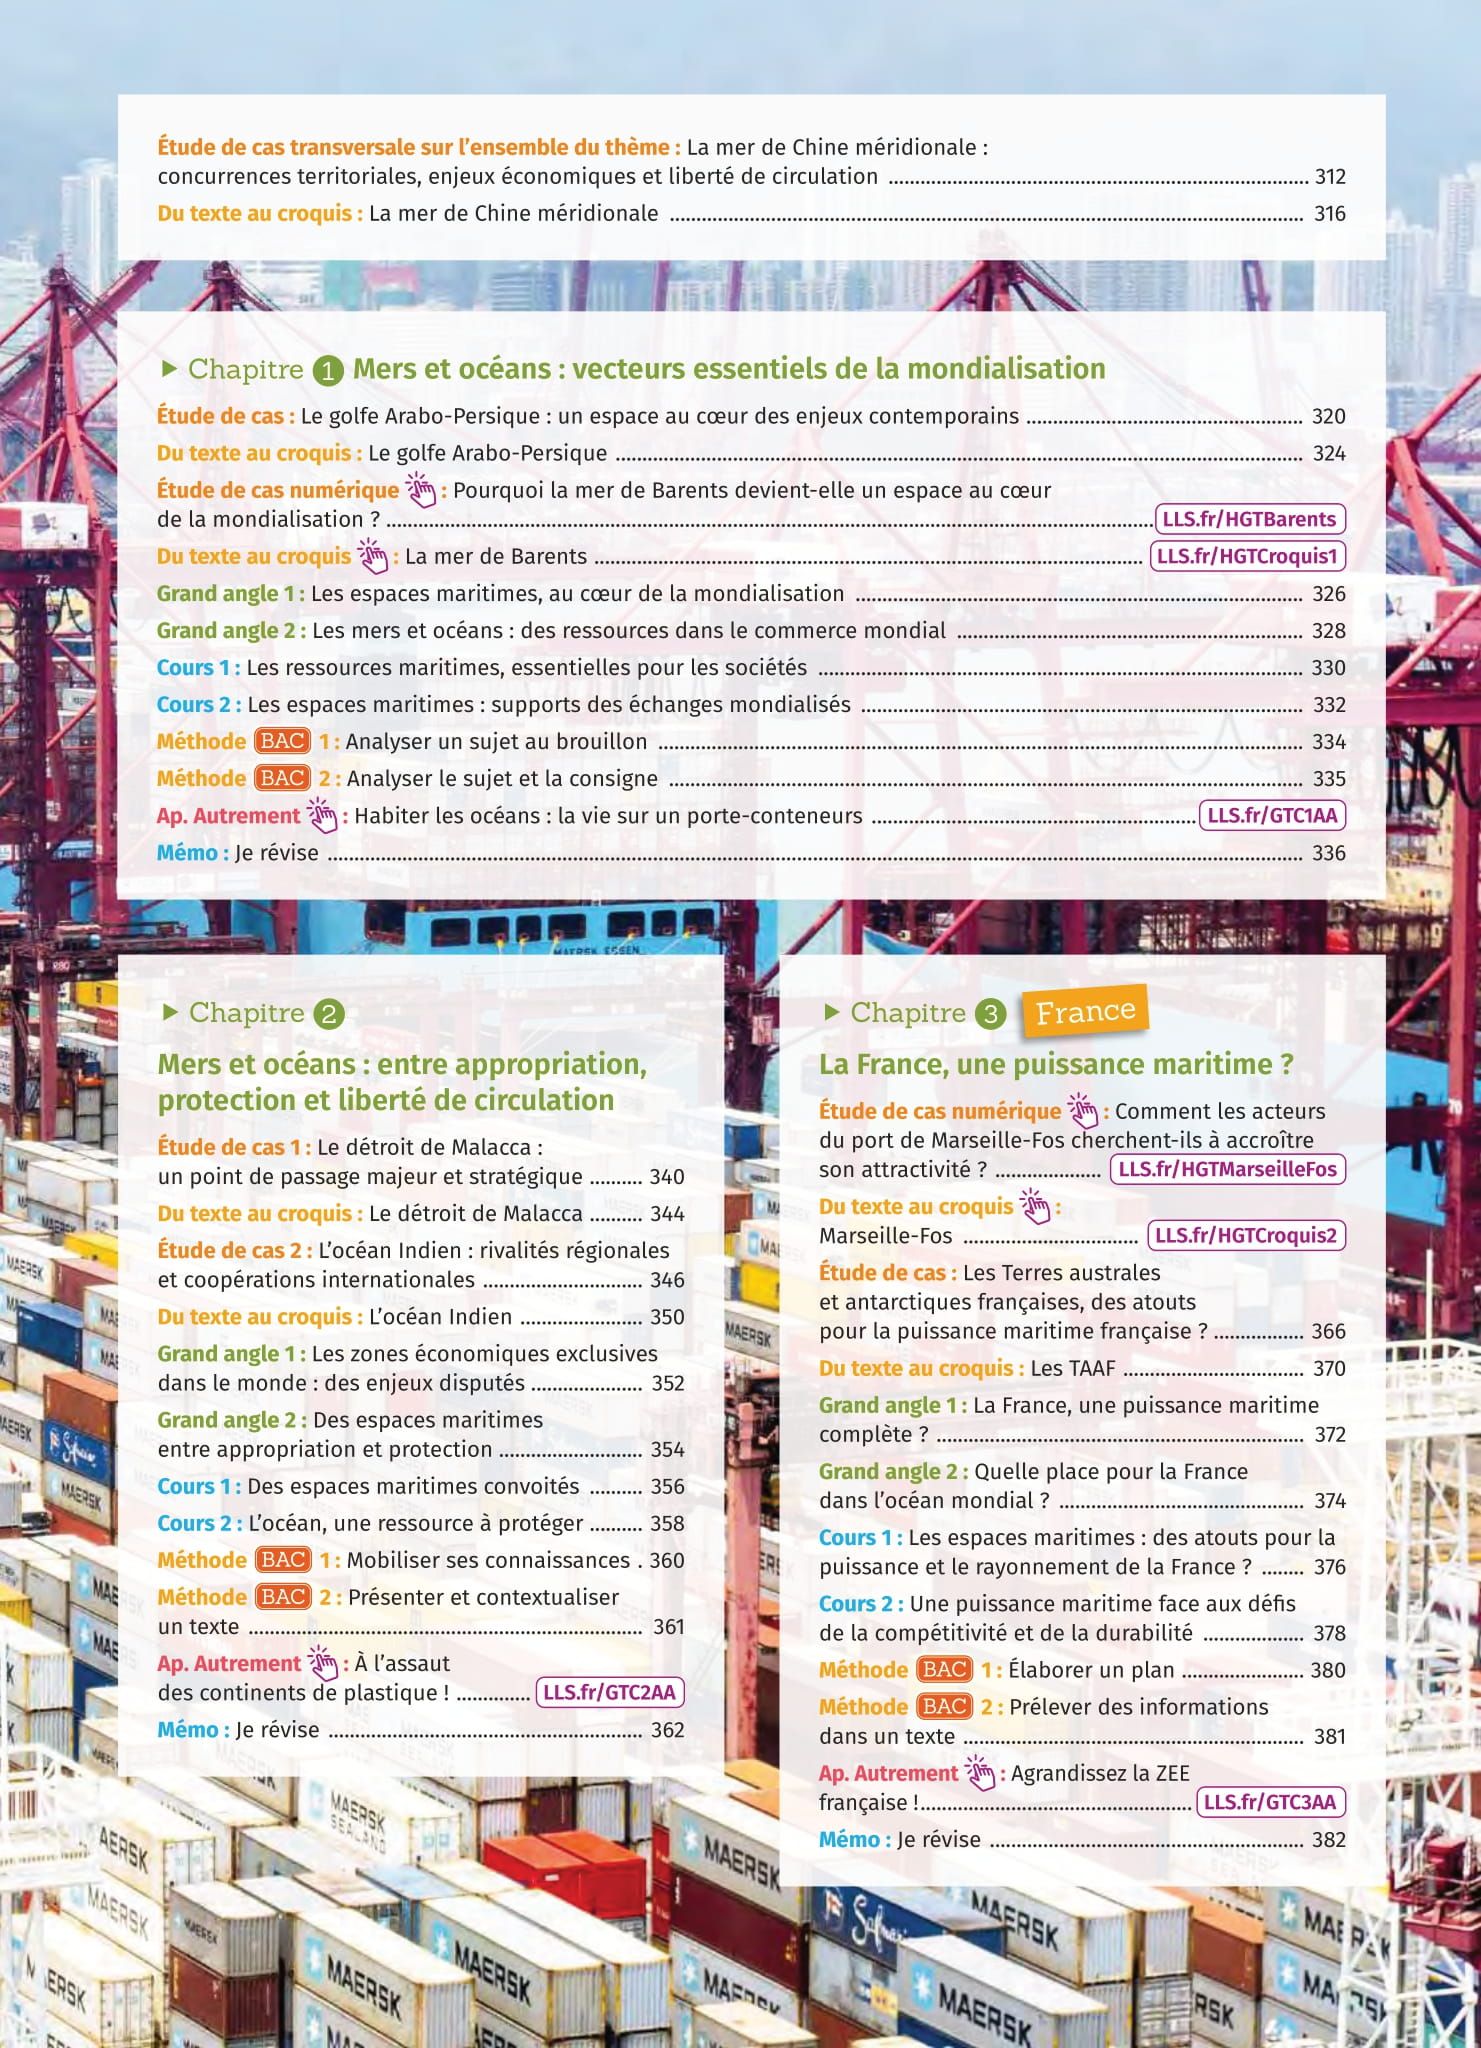 Étude de cas transversale sur l'ensemble du thème : La mer de Chine méridionale :
concurrences territoriales, enjeux économiques et liberté de circulation ........ 312
Du texte au croquis : La mer de Chine méridionale ........ 316
▶ Chapitre 1 Mers et océans : vecteurs essentiels de la mondialisation
Étude de cas : Le golfe Arabo-Persique : un espace au cœur des enjeux contemporains ........ 320
Du texte au croquis : Le golfe Arabo-Persique ........ 324
Étude de cas numérique : Pourquoi la mer de Barents devient-elle un espace au cœur
de la mondialisation ? ........ LLS.fr/HGTBarents
Du texte au croquis : La mer de Barents ........ LLS.fr/HGTCroquis1
Grand angle 1 : Les espaces maritimes, au cœur de la mondialisation ........ 326
Grand angle 2 : Les mers et océans : des ressources dans le commerce mondial ........ 328
Cours 1 : Les ressources maritimes, essentielles pour les sociétés ........ 330
Cours 2 : Les espaces maritimes : supports des échanges mondialisés ........ 332
Méthode BAC 1 : Analyser un sujet au brouillon ........ 334
Méthode BAC 2 : Analyser le sujet et la consigne ........ 335
Ap. Autrement : Habiter les océans : la vie sur un porte-conteneurs ........ LLS.fr/GTC1AA
Mémo : Je révise ........ 336
MAERSK ESSEN
▶ Chapitre 2
Mers et océans : entre appropriation,
protection et liberté de circulation
Étude de cas 1 : Le détroit de Malacca :
un point de passage majeur et stratégique ........ 340
Du texte au croquis : Le détroit de Malacca ........ 344
Étude de cas 2 : L'océan Indien : rivalités régionales
et coopérations internationales ........ 346
Du texte au croquis : L'océan Indien ........ 350
Grand angle 1 : Les zones économiques exclusives
dans le monde : des enjeux disputés ........ 352
Grand angle 2 : Des espaces maritimes
entre appropriation et protection ........ 354
Cours 1 : Des espaces maritimes convoités ........ 356
Cours 2 : L'océan, une ressource à protéger ........ 358
Méthode BAC 1 : Mobiliser ses connaissances . 360
Méthode BAC 2 : Présenter et contextualiser
un texte ........ 361
Ap. Autrement : À l'assaut
des continents de plastique ! ........ LLS.fr/GTC2AA
Mémo : Je révise ........ 362
▶ Chapitre 3 France
La France, une puissance maritime ?
Étude de cas numérique : Comment les acteurs
du port de Marseille-Fos cherchent-ils à accroître
son attractivité ? ........ LLS.fr/HGTMarseilleFos
Du texte au croquis :
Marseille-Fos ........ LLS.fr/HGTCroquis2
Étude de cas : Les Terres australes
et antarctiques françaises, des atouts
pour la puissance maritime française ? ........ 366
Du texte au croquis : Les TAAF ........ 370
Grand angle 1 : La France, une puissance maritime
complète ? ........ 372
Grand angle 2 : Quelle place pour la France
dans l'océan mondial ? ........ 374
Cours 1 : Les espaces maritimes : des atouts pour la
puissance et le rayonnement de la France ? ........ 376
Cours 2 : Une puissance maritime face aux défis
de la compétitivité et de la durabilité ........ 378
Méthode BAC 1 : Élaborer un plan ........ 380
Méthode BAC 2 : Prélever des informations
dans un texte ........ 381
Ap. Autrement : Agrandissez la ZEE
française ! ........ LLS.fr/GTC3AA
Mémo : Je révise ........ 382
72
MAERSK
MAERSK
MAERSK
MAERSK
SEALAND
MAERSK
MAERSK
MAERSK
MAERSK
MAERSK
MAERSK